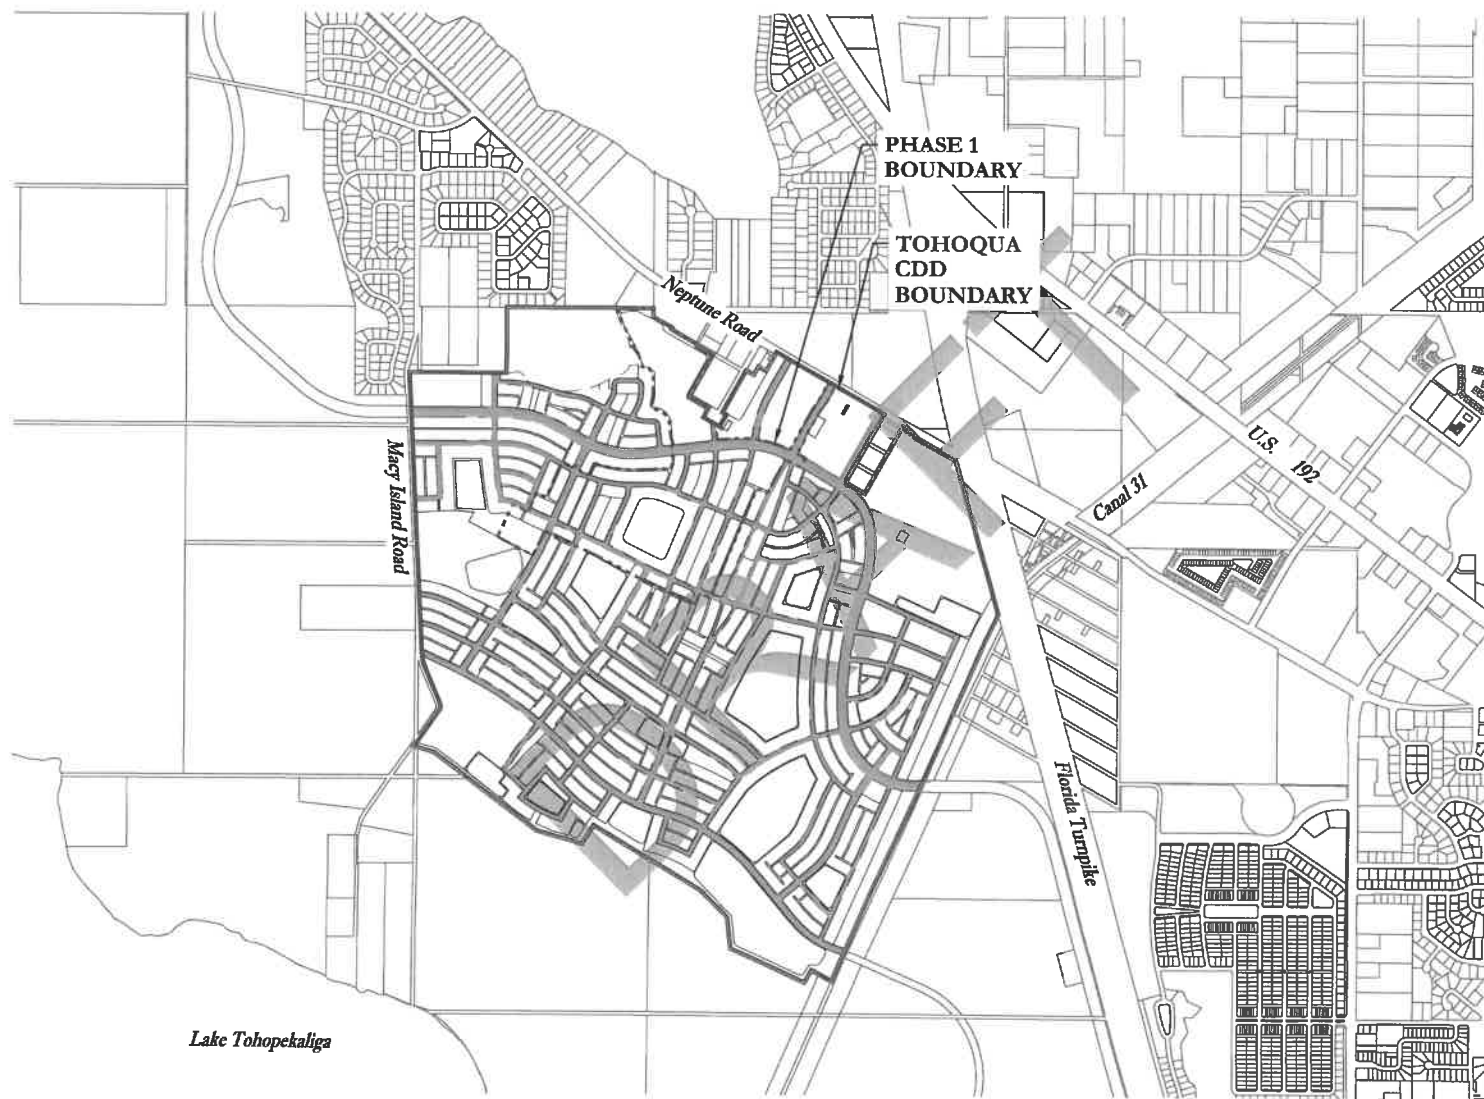 PHASE 1
BOUNDARY
TOHOQUA
CDD
BOUNDARY
Neptune Road
Macy Island Road
U.S. 192
Canal 31
Florida Turnpike
Lake Tohopekaliga